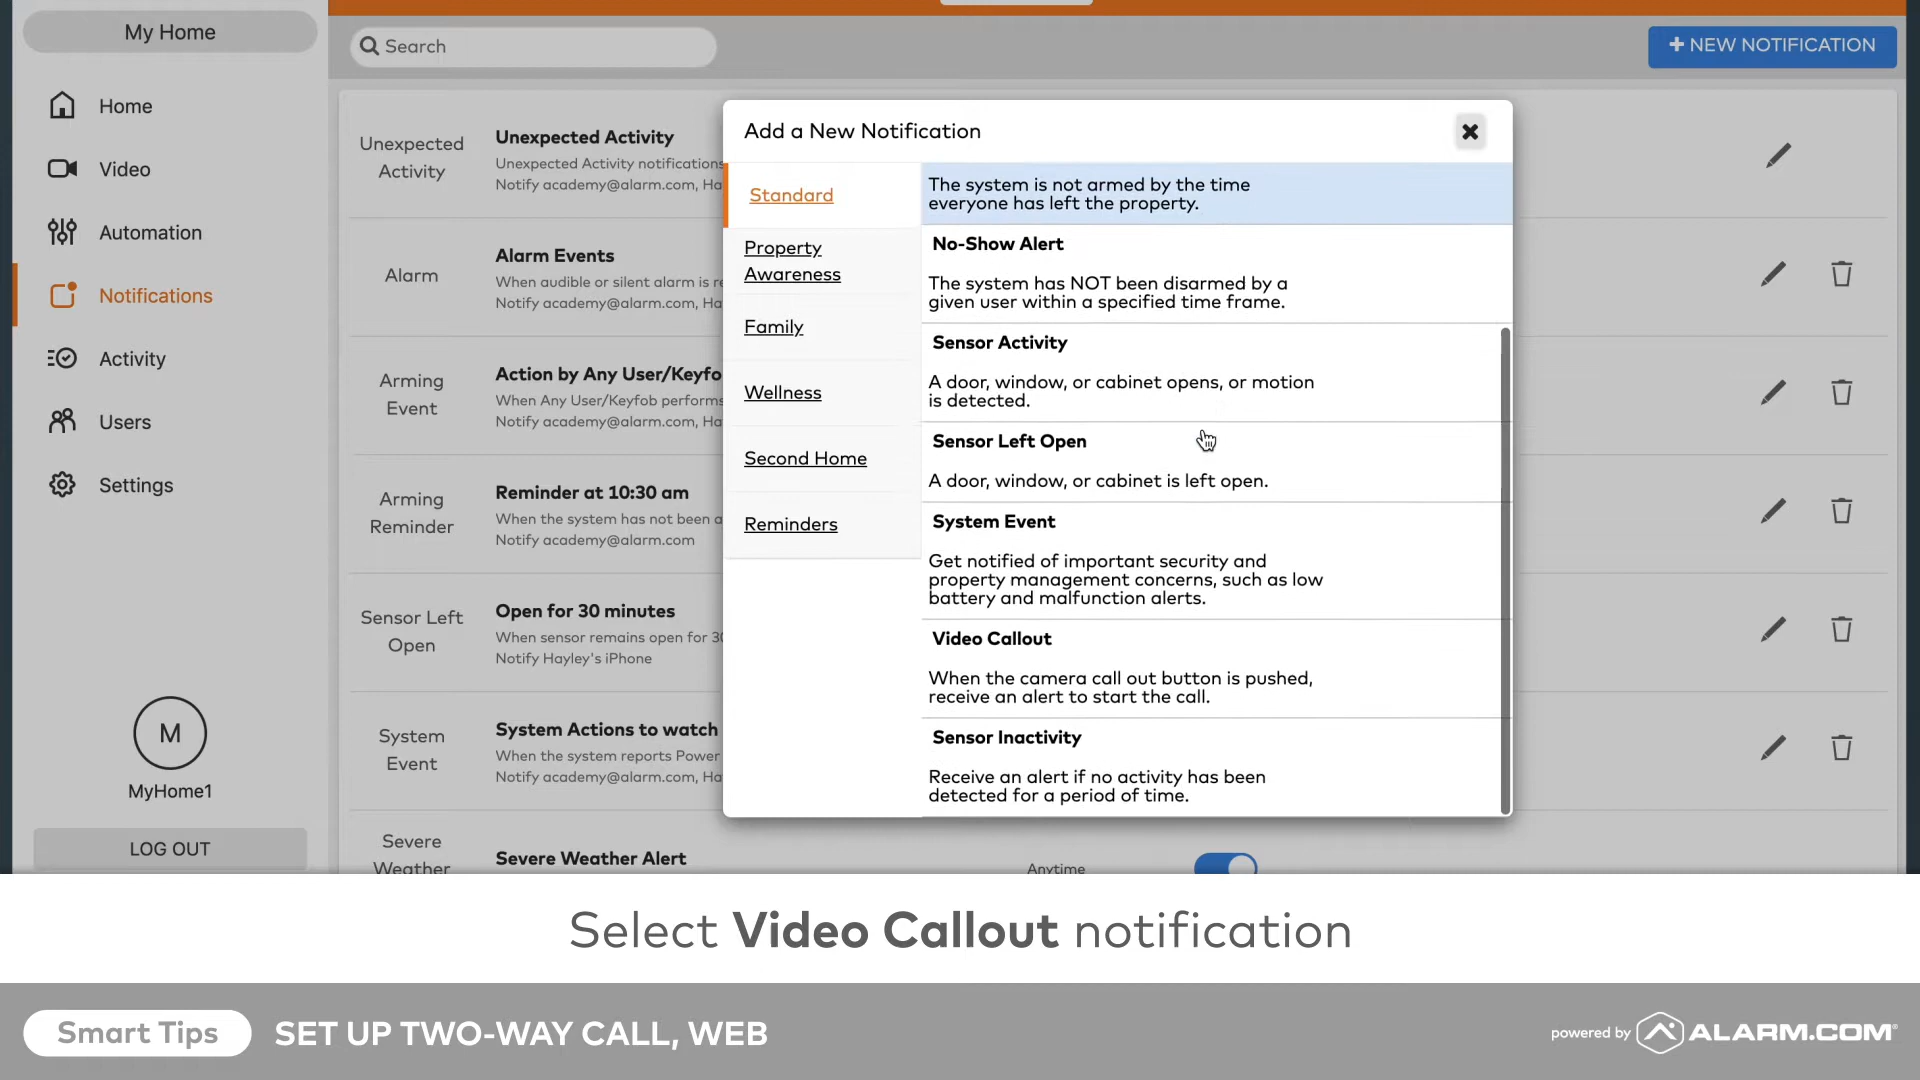 My Home
Home
Video
Automation
Notifications
Activity
Users
Settings
M
MyHome1
LOG OUT
Search
+ NEW NOTIFICATION
Unexpected
Activity
Unexpected Activity
Unexpected Activity notifications
Notify academy@alarm.com, Ha
Alarm
Alarm Events
When audible or silent alarm is re
Notify academy@alarm.com, Ha
Arming
Event
Action by Any User/Keyfo
When Any User/Keyfob performs
Notify academy@alarm.com, Ha
Arming
Reminder
Reminder at 10:30 am
When the system has not been a
Notify academy@alarm.com
Sensor Left
Open
Open for 30 minutes
When sensor remains open for 30
Notify Hayley's iPhone
System
Event
System Actions to watch
When the system reports Power
Notify academy@alarm.com, Ha
Severe
Weather
Severe Weather Alert
Anytime
Add a New Notification
Standard
Property
Awareness
Family
Wellness
Second Home
Reminders
The system is not armed by the time
everyone has left the property.
No-Show Alert
The system has NOT been disarmed by a
given user within a specified time frame.
Sensor Activity
A door, window, or cabinet opens, or motion
is detected.
Sensor Left Open
A door, window, or cabinet is left open.
System Event
Get notified of important security and
property management concerns, such as low
battery and malfunction alerts.
Video Callout
When the camera call out button is pushed,
receive an alert to start the call.
Sensor Inactivity
Receive an alert if no activity has been
detected for a period of time.
Select Video Callout notification
Smart Tips
SET UP TWO-WAY CALL, WEB
powered by ALARM.COM®